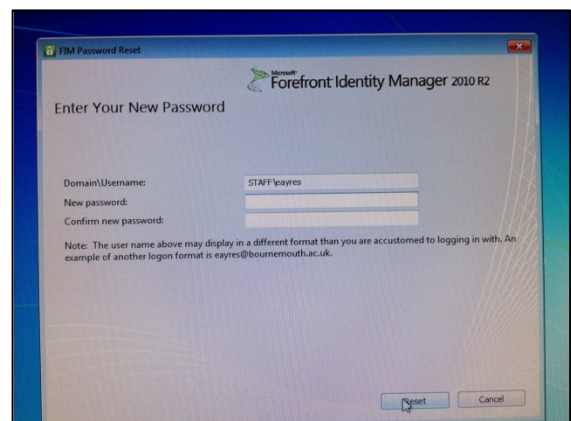 FIM Password Reset
Microsoft
Forefront Identity Manager 2010 R2
Enter Your New Password
Domain\Username:
STAFF\eayres
New password:
Confirm new password:
Note: The user name above may display in a different format than you are accustomed to logging in with. An
example of another logon format is eayres@bournemouth.ac.uk.
Reset
Cancel